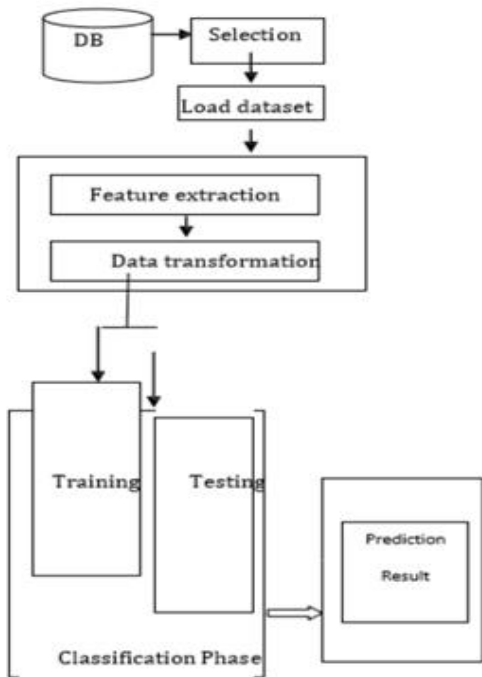 DB
Selection
Load dataset
Feature extraction
Data transformation
Training
Testing
Prediction
Result
Classification Phase